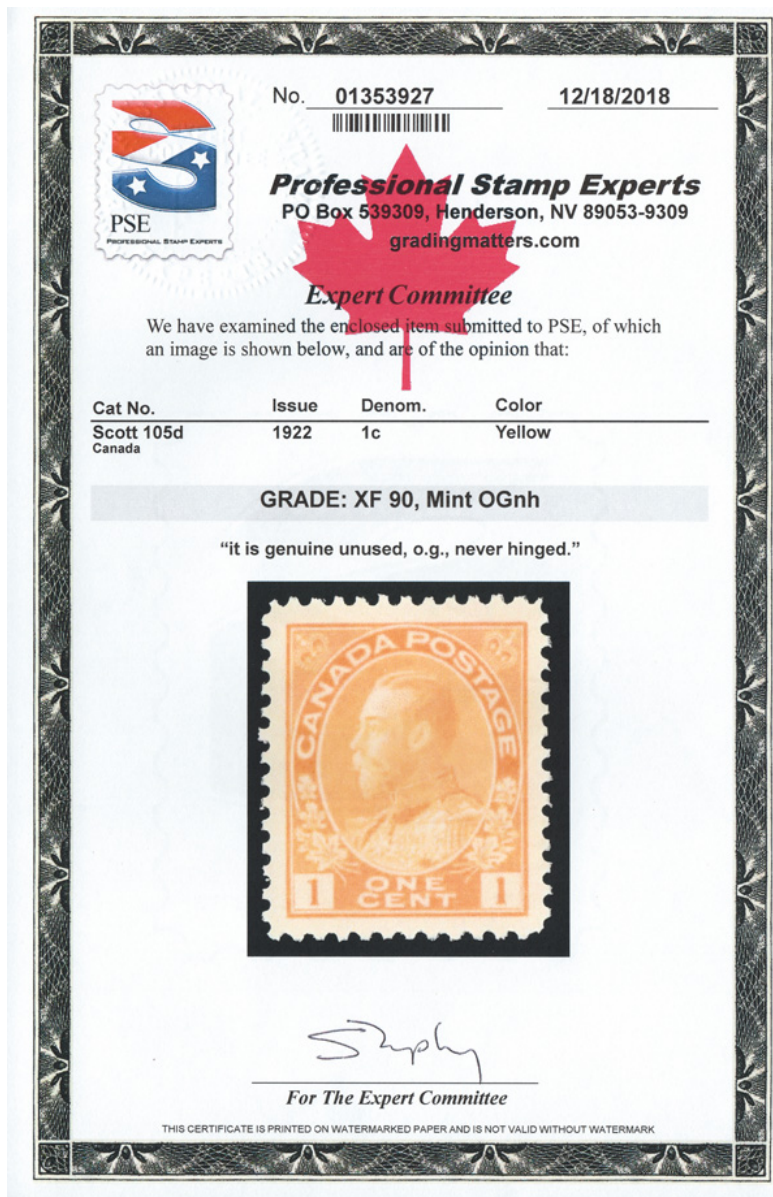 No. 01353927 12/18/2018
PSE
PROFESSIONAL STAMP EXPERTS
Professional Stamp Experts
PO Box 539309, Henderson, NV 89053-9309
gradingmatters.com
Expert Committee
We have examined the enclosed item submitted to PSE, of which
an image is shown below, and are of the opinion that:
Cat No. Issue Denom. Color
Scott 105d 1922 1c Yellow
Canada
GRADE: XF 90, Mint OGnh
“it is genuine unused, o.g., never hinged.”
CANADA POSTAGE
1 ONE CENT 1
For The Expert Committee
THIS CERTIFICATE IS PRINTED ON WATERMARKED PAPER AND IS NOT VALID WITHOUT WATERMARK